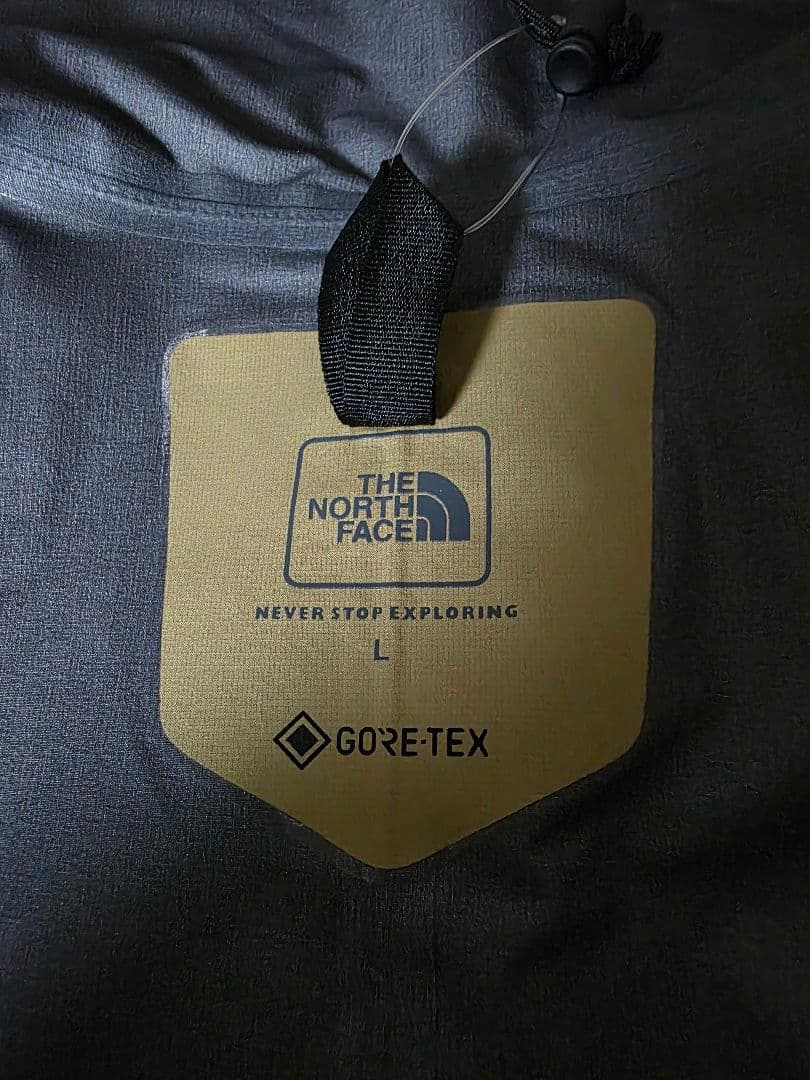 THE
NORTH
FACE
NEVER STOP EXPLORING
L
GORE-TEX